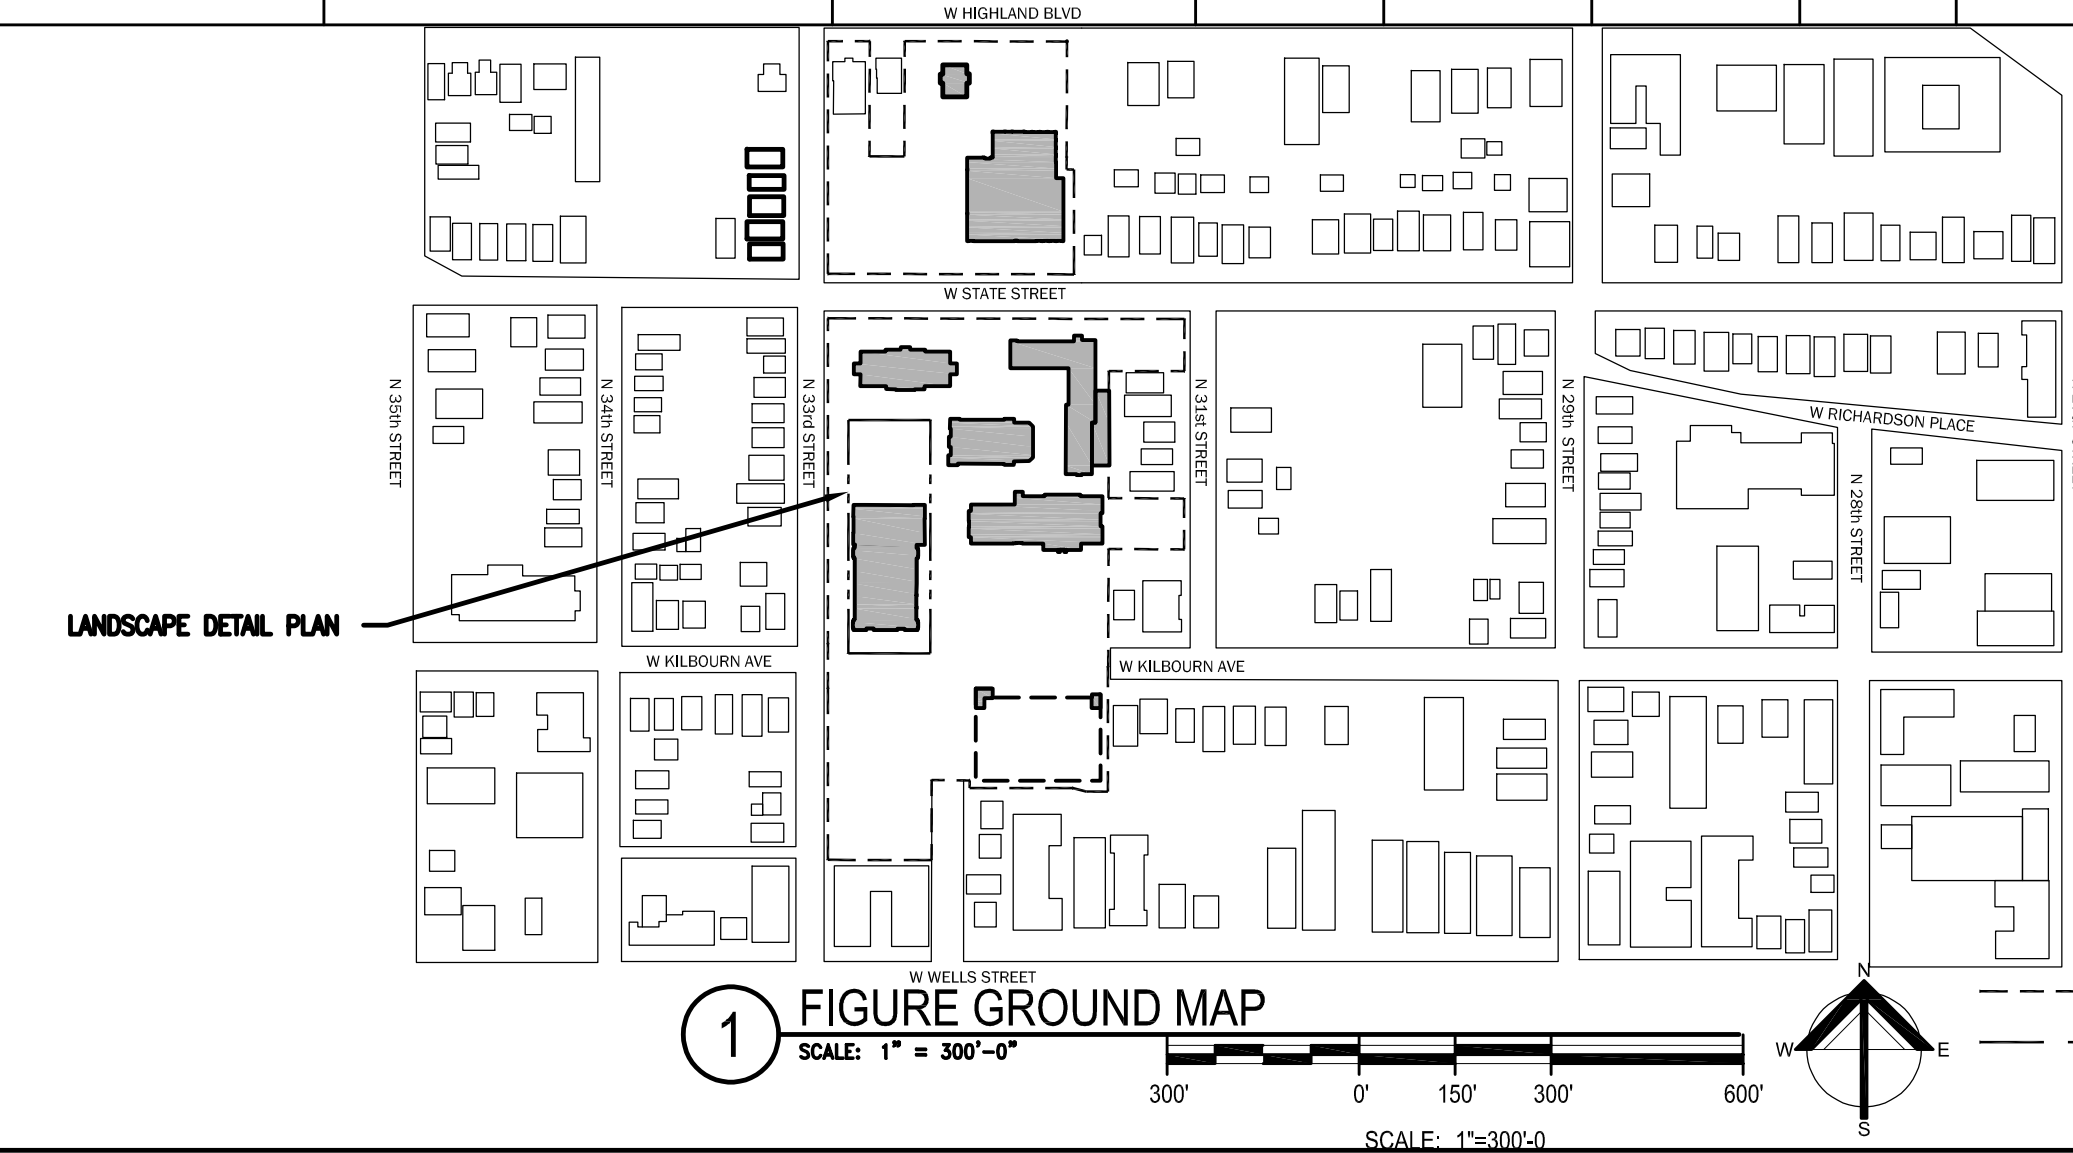 W HIGHLAND BLVD
W STATE STREET
N 35th STREET
N 34th STREET
N 33rd STREET
N 31st STREET
N 29th STREET
W RICHARDSON PLACE
N 28th STREET
LANDSCAPE DETAIL PLAN
W KILBOURN AVE
W KILBOURN AVE
W WELLS STREET
1
FIGURE GROUND MAP
SCALE: 1" = 300'-0"
300' 0' 150' 300' 600'
SCALE: 1"=300'-0
N
W E
S